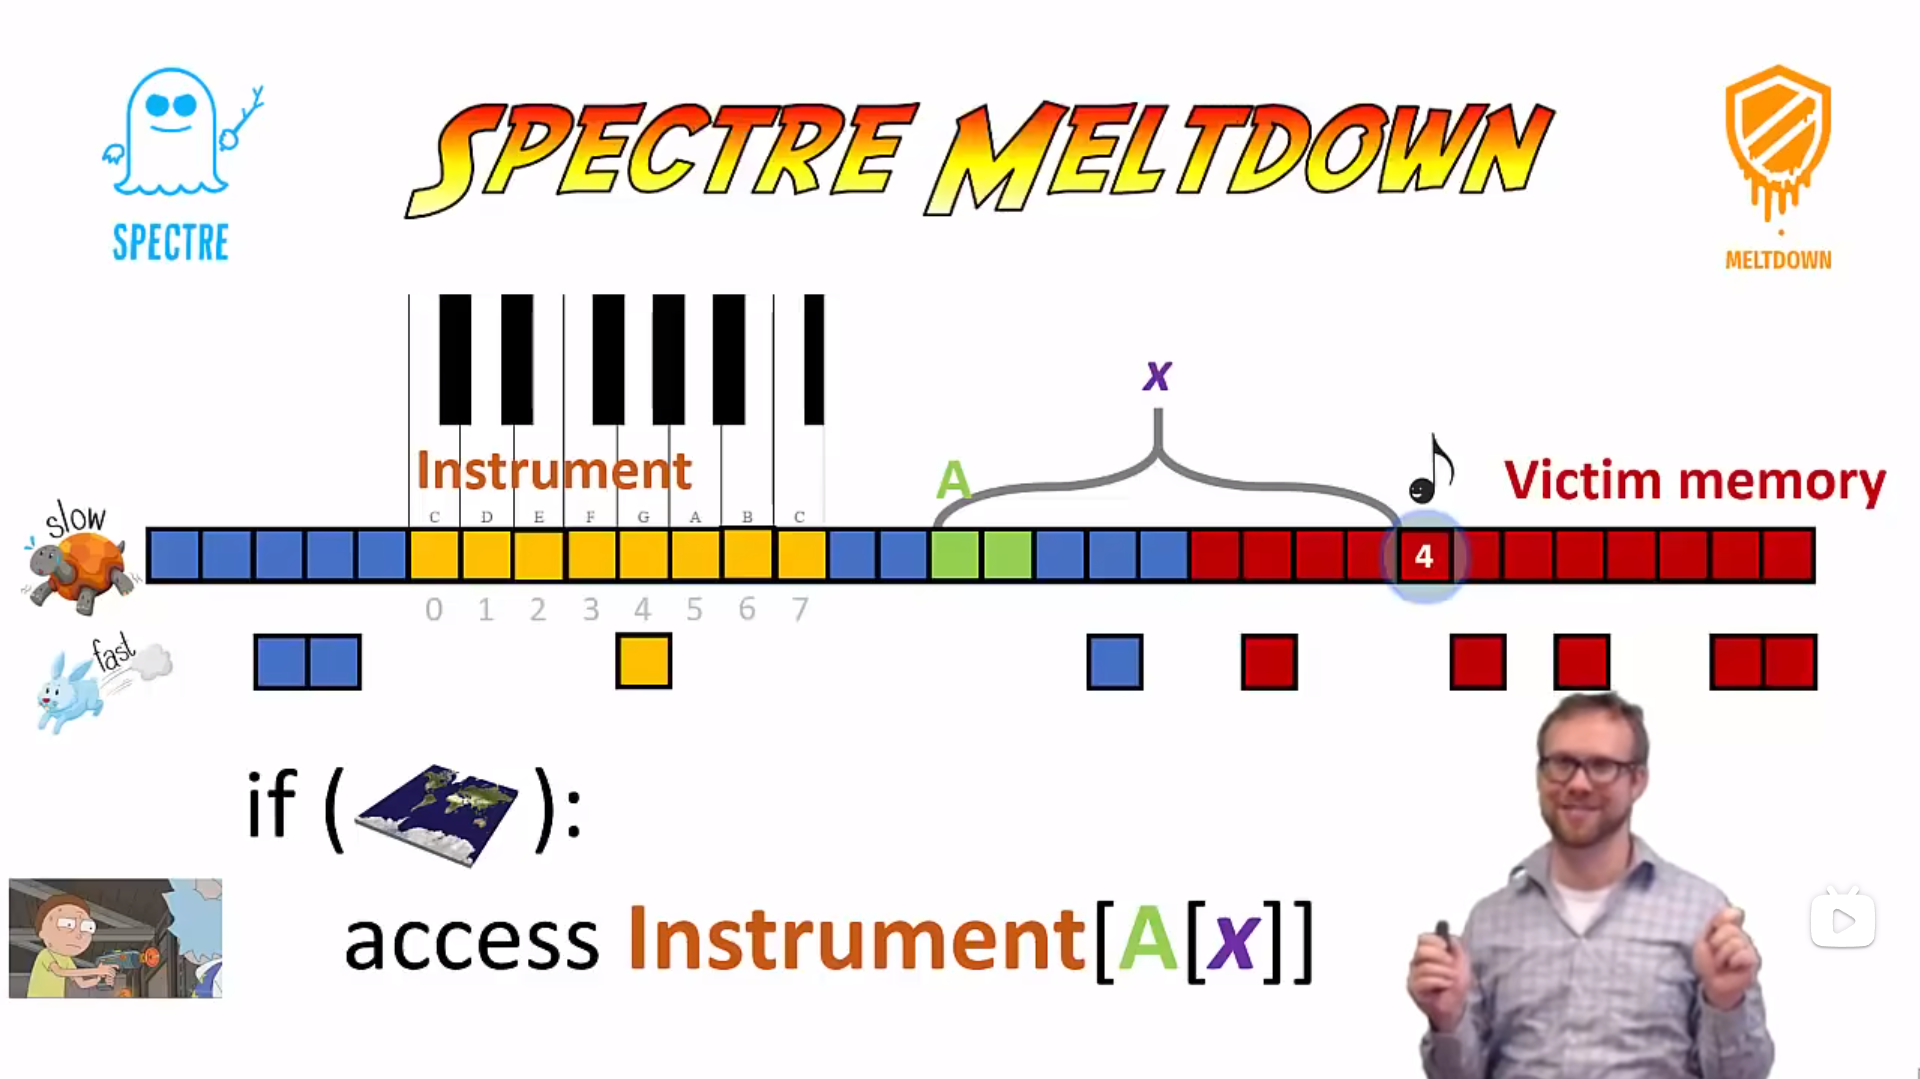 SPECTRE MELTDOWN
SPECTRE
MELTDOWN
x
Instrument
A
Victim memory
C D E F G A B C
slow
4
0 1 2 3 4 5 6 7
fast
if ( ):
access Instrument[A[x]]